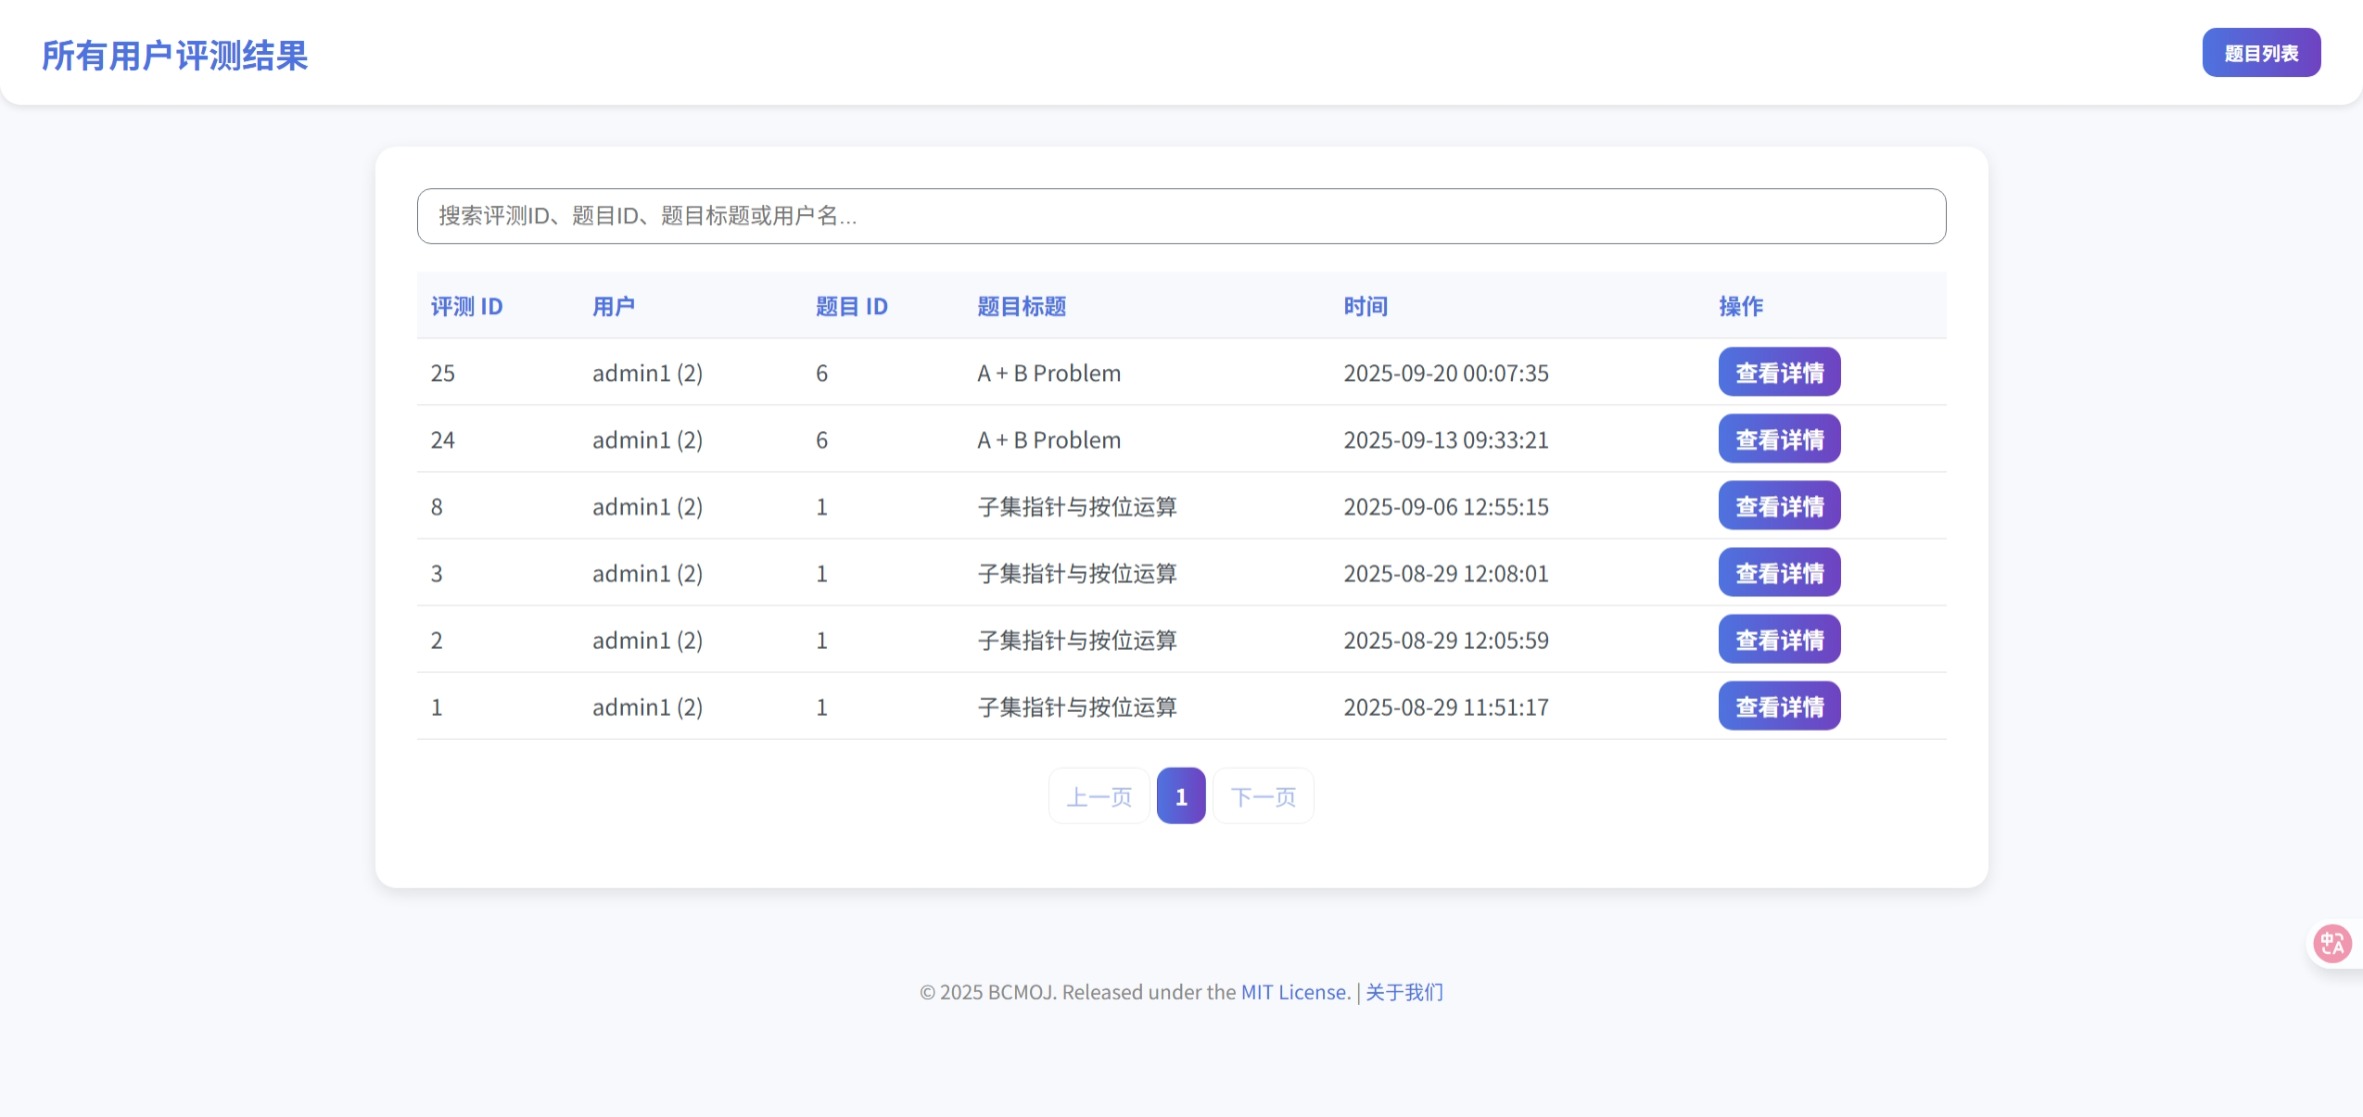 所有用户评测结果
题目列表
搜索评测ID、题目ID、题目标题或用户名...
评测 ID 用户 题目 ID 题目标题 时间 操作
25 admin1 (2) 6 A + B Problem 2025-09-20 00:07:35 查看详情
24 admin1 (2) 6 A + B Problem 2025-09-13 09:33:21 查看详情
8 admin1 (2) 1 子集指针与按位运算 2025-09-06 12:55:15 查看详情
3 admin1 (2) 1 子集指针与按位运算 2025-08-29 12:08:01 查看详情
2 admin1 (2) 1 子集指针与按位运算 2025-08-29 12:05:59 查看详情
1 admin1 (2) 1 子集指针与按位运算 2025-08-29 11:51:17 查看详情
上一页 1 下一页
中A
© 2025 BCMOJ. Released under the MIT License. | 关于我们